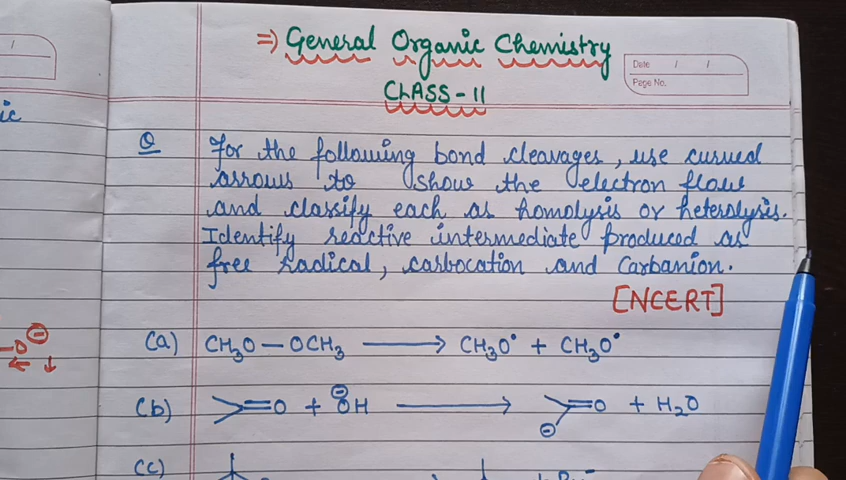 ⇒ General Organic Chemistry
CLASS-11
Date / /
Page No.
/
ic
Q For the following bond cleavages, use curved
arrows to show the electron flow
and classify each as homolysis or heterolysis.
Identify reactive intermediate produced as
free radical, carbocation and Carbanion.
[NCERT]
–O⊖
(a) CH₃O — OCH₃ ⟶ CH₃O• + CH₃O•
(b) =O + ⊖OH ⟶ ⊖ =O + H₂O
(c)